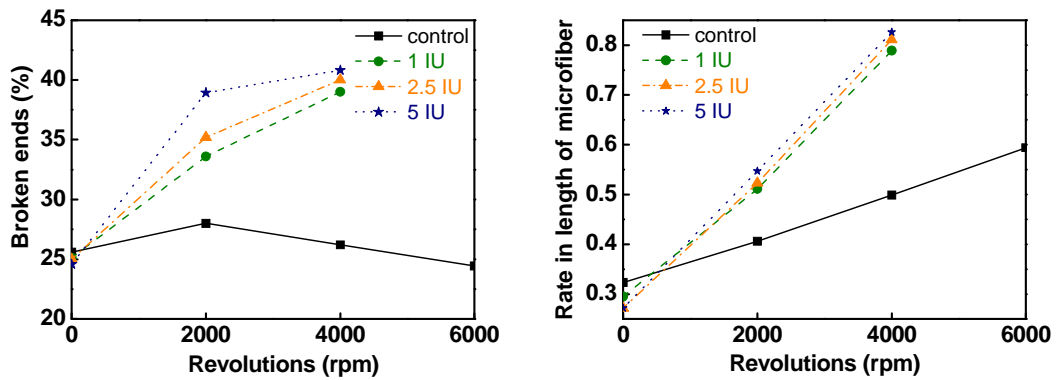 45
40
35
30
25
20
Broken ends (%)
control
1 IU
2.5 IU
5 IU
0
2000
4000
6000
Revolutions (rpm)
0.8
0.7
0.6
0.5
0.4
0.3
Rate in length of microfiber
control
1 IU
2.5 IU
5 IU
0
2000
4000
6000
Revolutions (rpm)